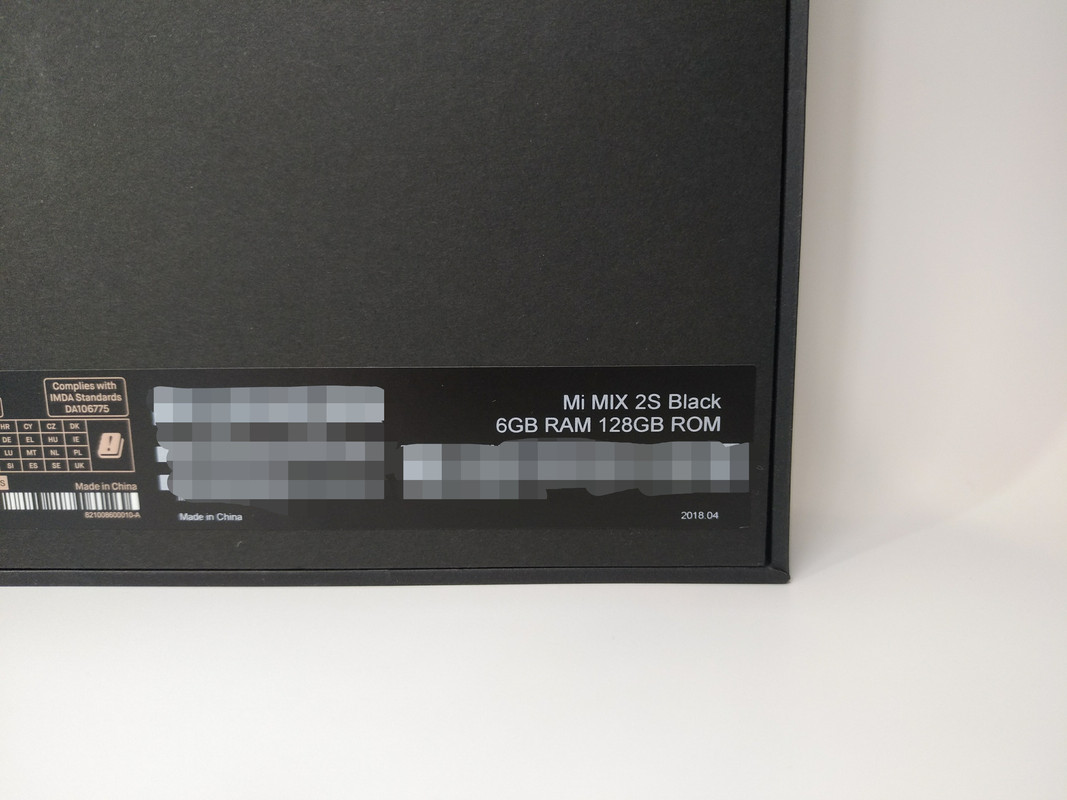 Complies with
IMDA Standards
DA106775
HR CY CZ DK
DE EL HU IE
LU MT NL PL
SI ES SE UK
S
Made in China
821008600010-A
Made in China
Mi MIX 2S Black
6GB RAM 128GB ROM
2018.04